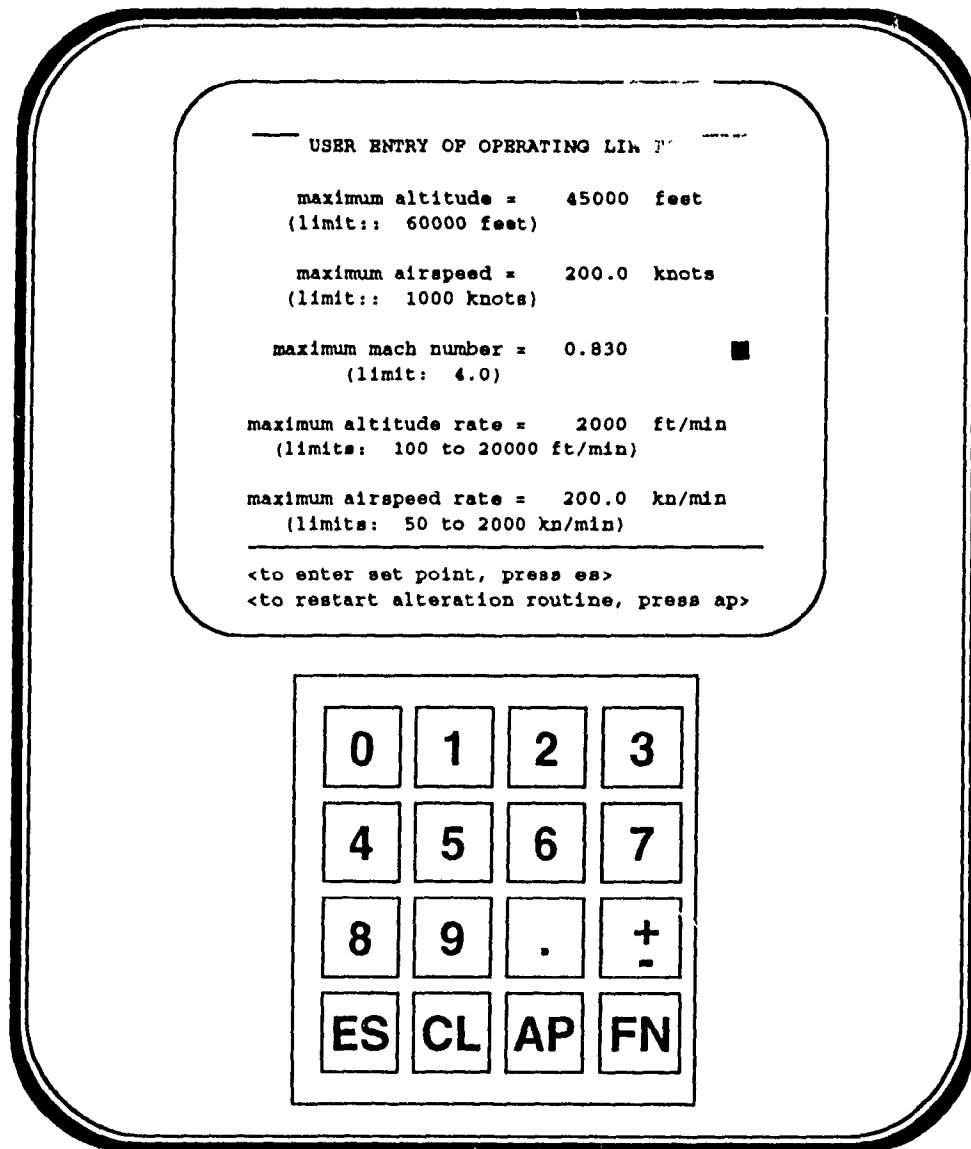 USER ENTRY OF OPERATING
maximum altitude = 45000 feet
(limit:: 60000 feet)
maximum airspeed = 200.0 knots
(limit:: 1000 knots)
maximum mach number = 0.830
(limit: 4.0)
maximum altitude rate = 2000 ft/min
(limits: 100 to 20000 ft/min)
maximum airspeed rate = 200.0 kn/min
(limits: 50 to 2000 kn/min)
<to enter set point, press es>
<to restart alteration routine, press ap>
0 1 2 3
4 5 6 7
8 9 . ±
ES CL AP FN